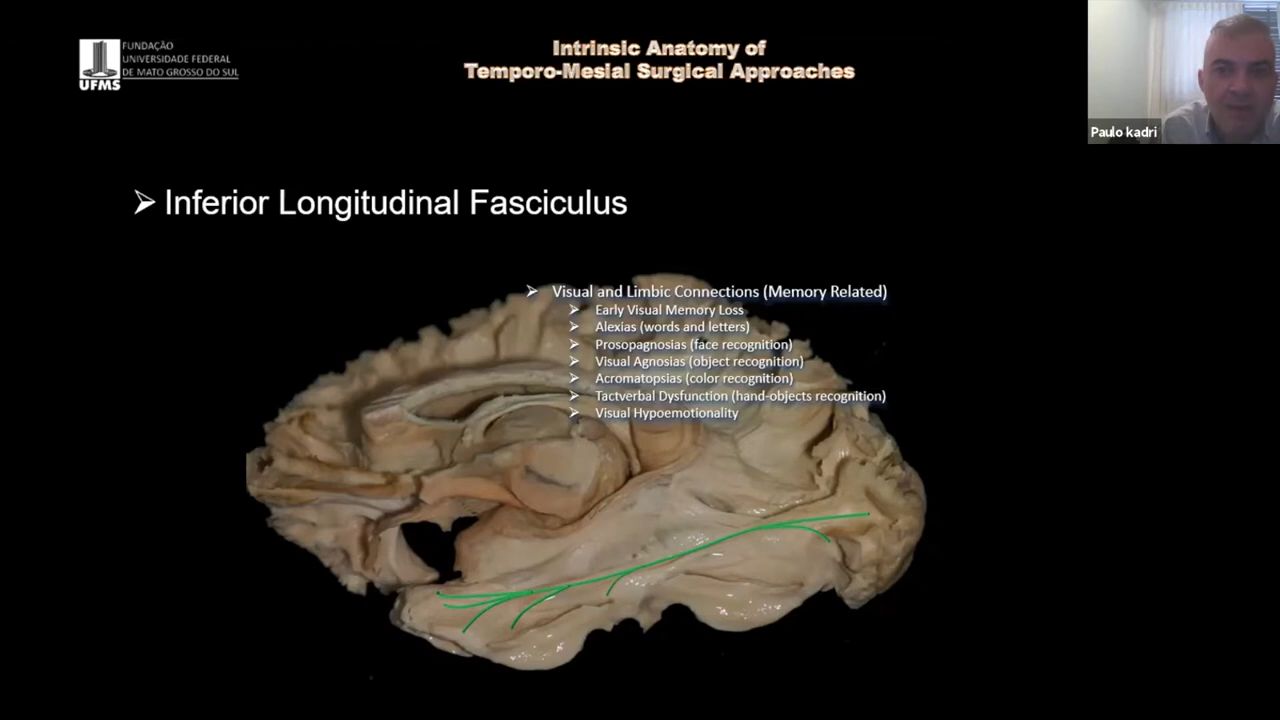 FUNDAÇÃO
UNIVERSIDADE FEDERAL
DE MATO GROSSO DO SUL
UFMS
Intrinsic Anatomy of
Temporo-Mesial Surgical Approaches
Paulo kadri
Inferior Longitudinal Fasciculus
Visual and Limbic Connections (Memory Related)
Early Visual Memory Loss
Alexias (words and letters)
Prosopagnosias (face recognition)
Visual Agnosias (object recognition)
Acromatopsias (color recognition)
Tactverbal Dysfunction (hand-objects recognition)
Visual Hypoemotionality